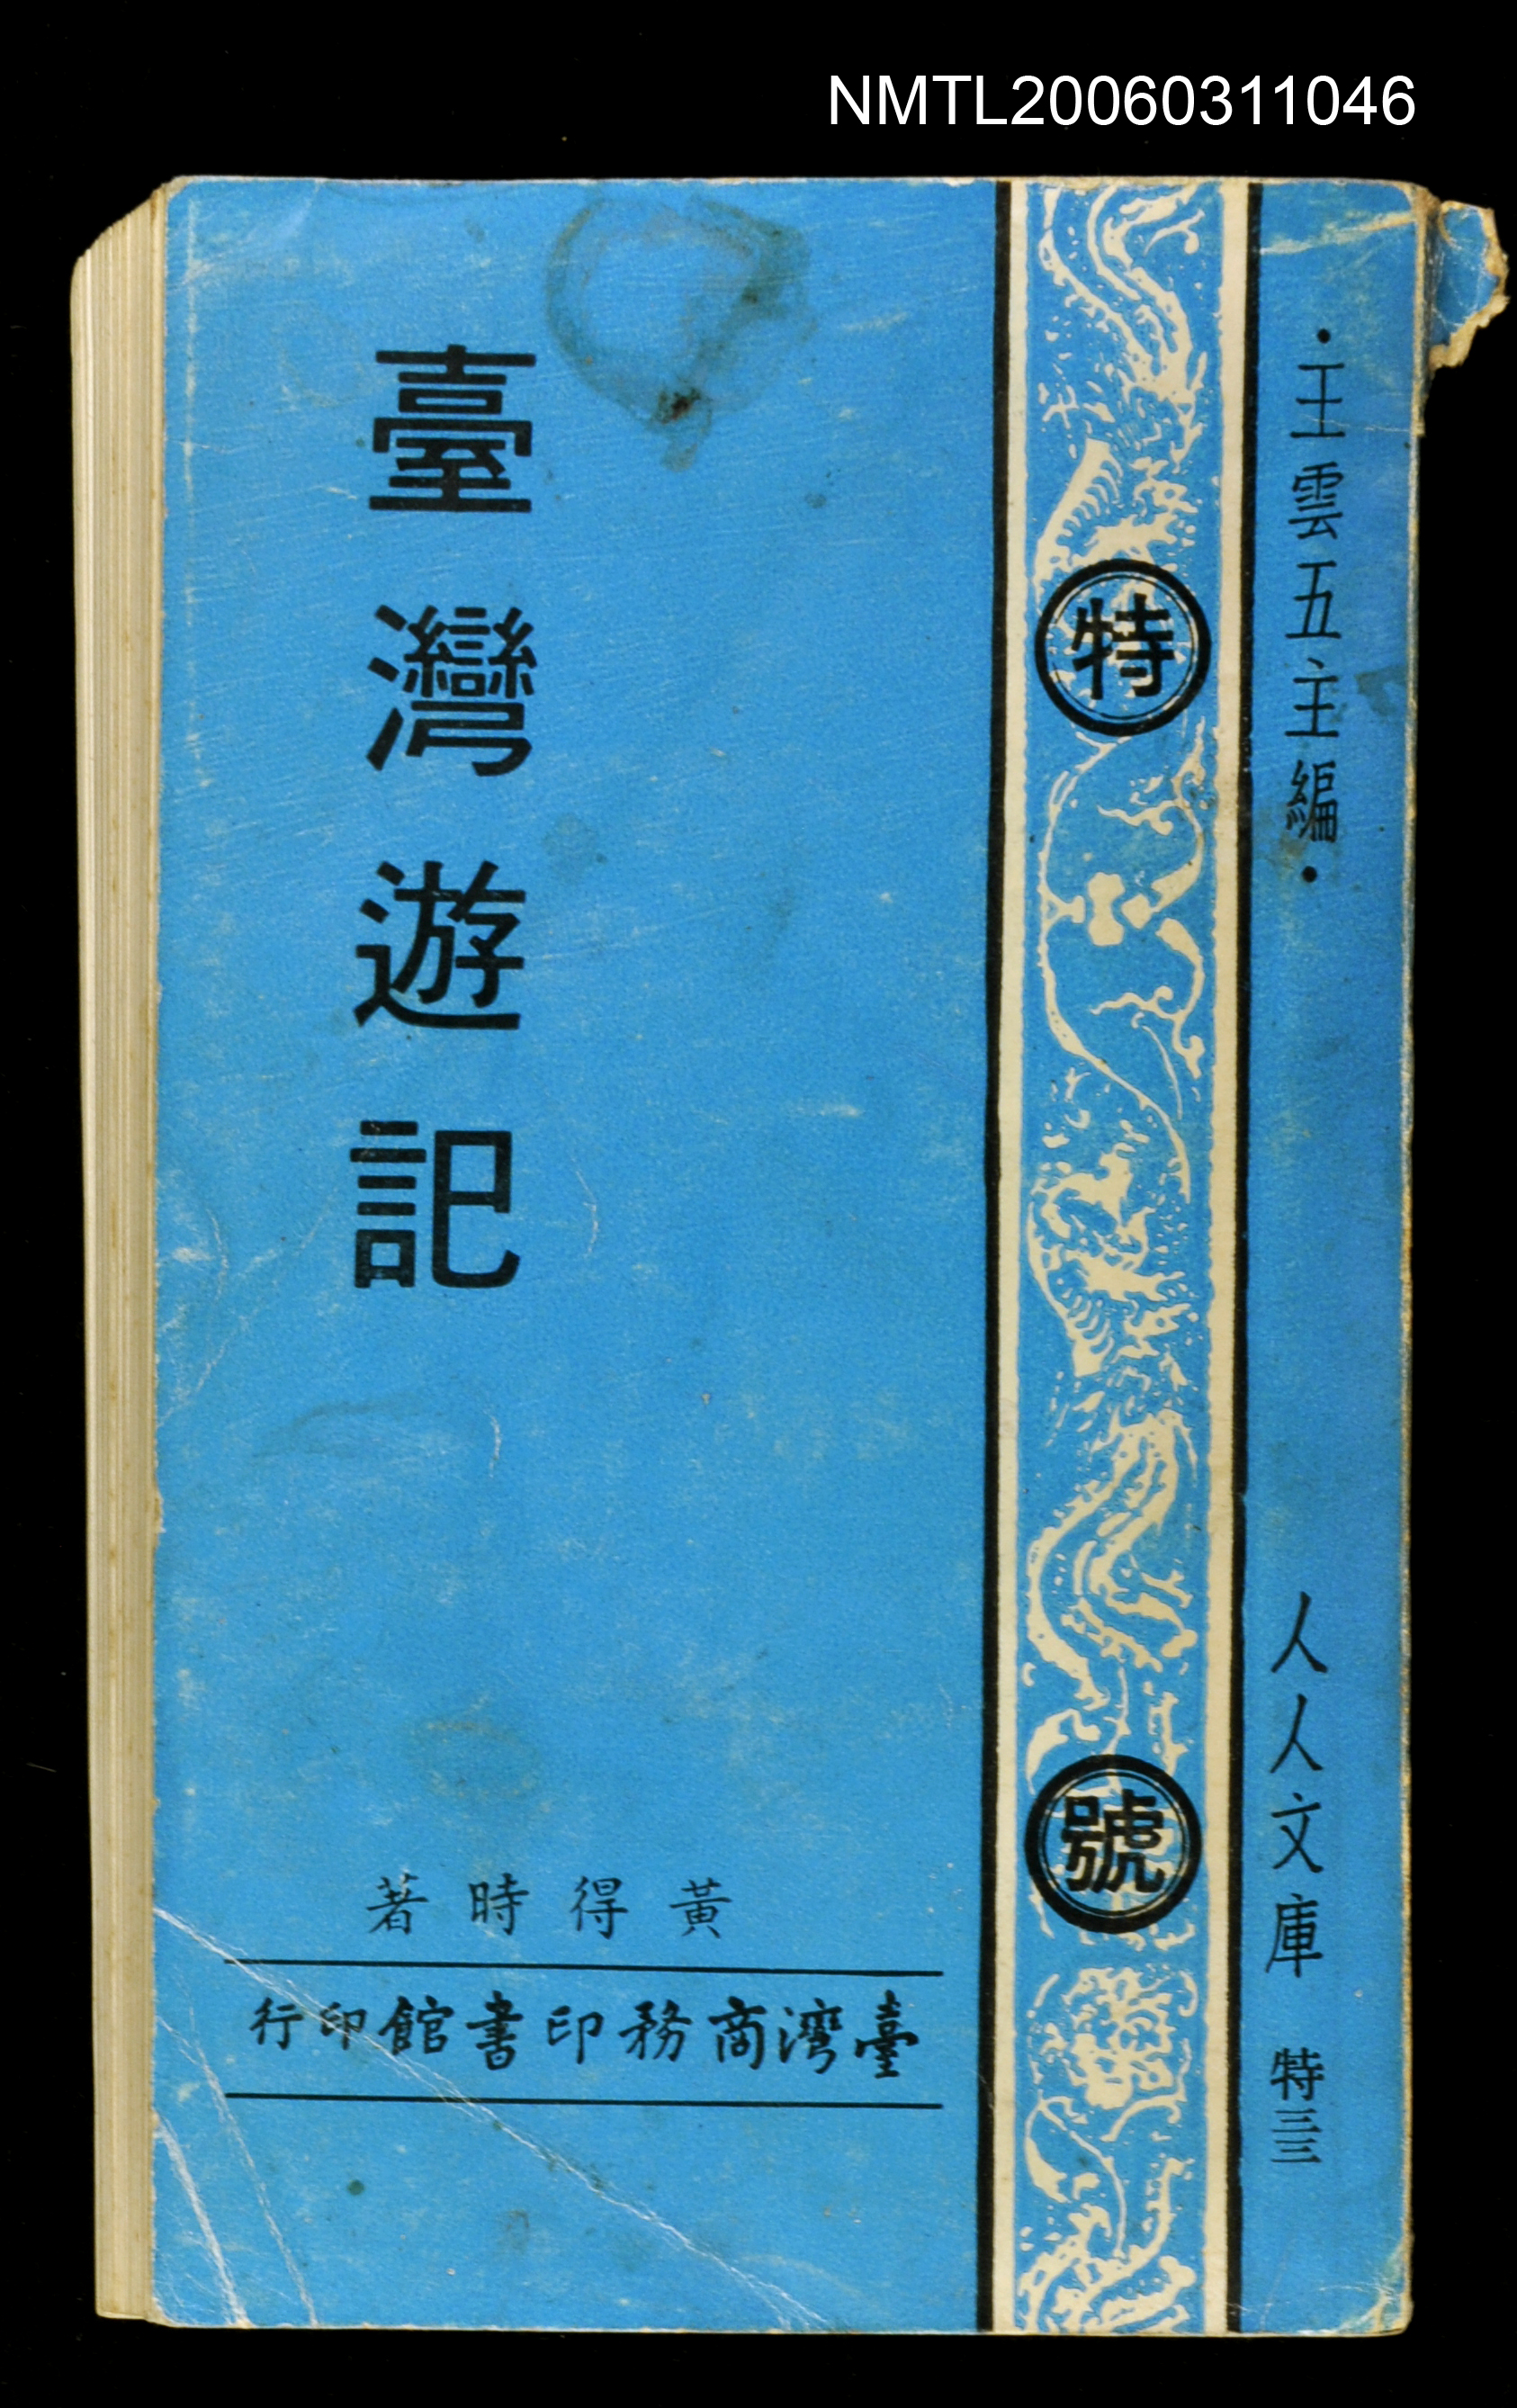 NMTL20060311046
•王雲五主編•
人人文庫 特三三
特
號
臺灣遊記
黃得時著
臺灣商務印書館印行